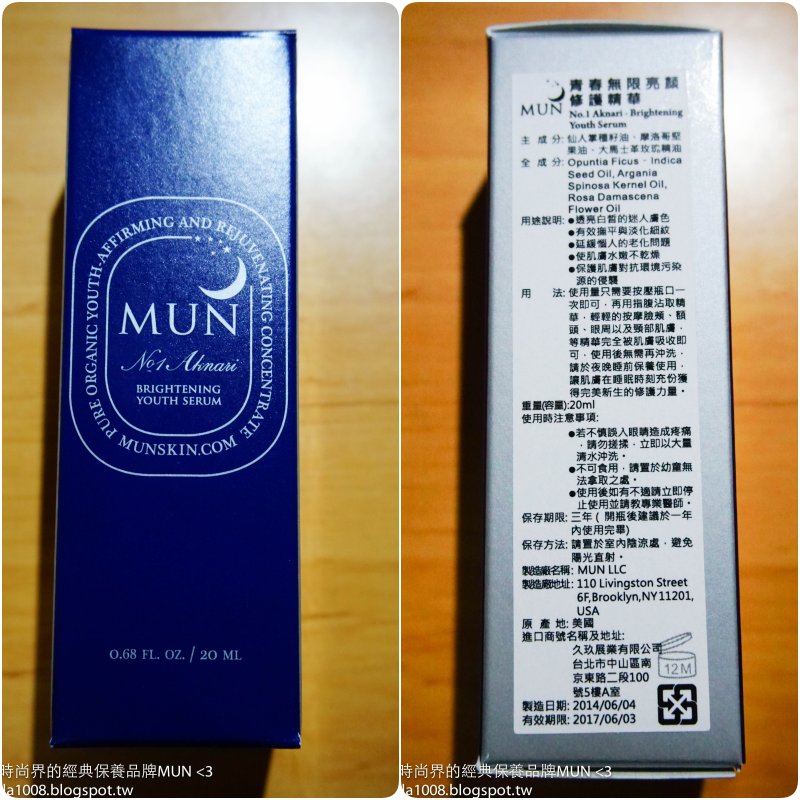 PURE ORGANIC YOUTH-AFFIRMING AND REJUVENATING CONCENTRATE
MUN
No1 Aknari
BRIGHTENING
YOUTH SERUM
MUNSKIN.COM
0.68 FL. OZ. / 20 ML
時尚界的經典保養品牌MUN <3
la1008.blogspot.tw
MUN
青春無限亮顏
修護精華
No.1 Aknari - Brightening
Youth Serum
主 成 分: 仙人掌種籽油、摩洛哥堅
果油、大馬士革玫瑰精油
全 成 分: Opuntia Ficus - Indica
Seed Oil, Argania
Spinosa Kernel Oil,
Rosa Damascena
Flower Oil
用途說明: ●透亮白皙的迷人膚色
●有效撫平與淡化細紋
●延緩惱人的老化問題
●使肌膚水嫩不乾燥
●保護肌膚對抗環境污染
源的侵襲
用 法: 使用量只需要按壓瓶口一
次即可，再用指腹沾取精
華，輕輕的按摩臉頰、額
頭、眼周以及頸部肌膚，
等精華完全被肌膚吸收即
可，使用後無需再沖洗。
請於夜晚睡前保養使用，
讓肌膚在睡眠時刻充份獲
得完美新生的修護力量。
重量(容量):20ml
使用時注意事項:
●若不慎誤入眼睛造成疼痛
，請勿搓揉，立即以大量
清水沖洗。
●不可食用，請置於幼童無
法拿取之處。
●使用後如有不適請立即停
止使用並請教專業醫師。
保存期限: 三年 ( 開瓶後建議於一年
內使用完畢)
保存方法: 請置於室內陰涼處，避免
陽光直射。
製造廠名稱: MUN LLC
製造廠地址: 110 Livingston Street
6F,Brooklyn,NY11201,
USA
原 產 地: 美國
進口商號名稱及地址:
久玖展業有限公司
台北市中山區南
京東路二段100
號5樓A室
12M
製造日期: 2014/06/04
有效期限: 2017/06/03
時尚界的經典保養品牌MUN <3
la1008.blogspot.tw